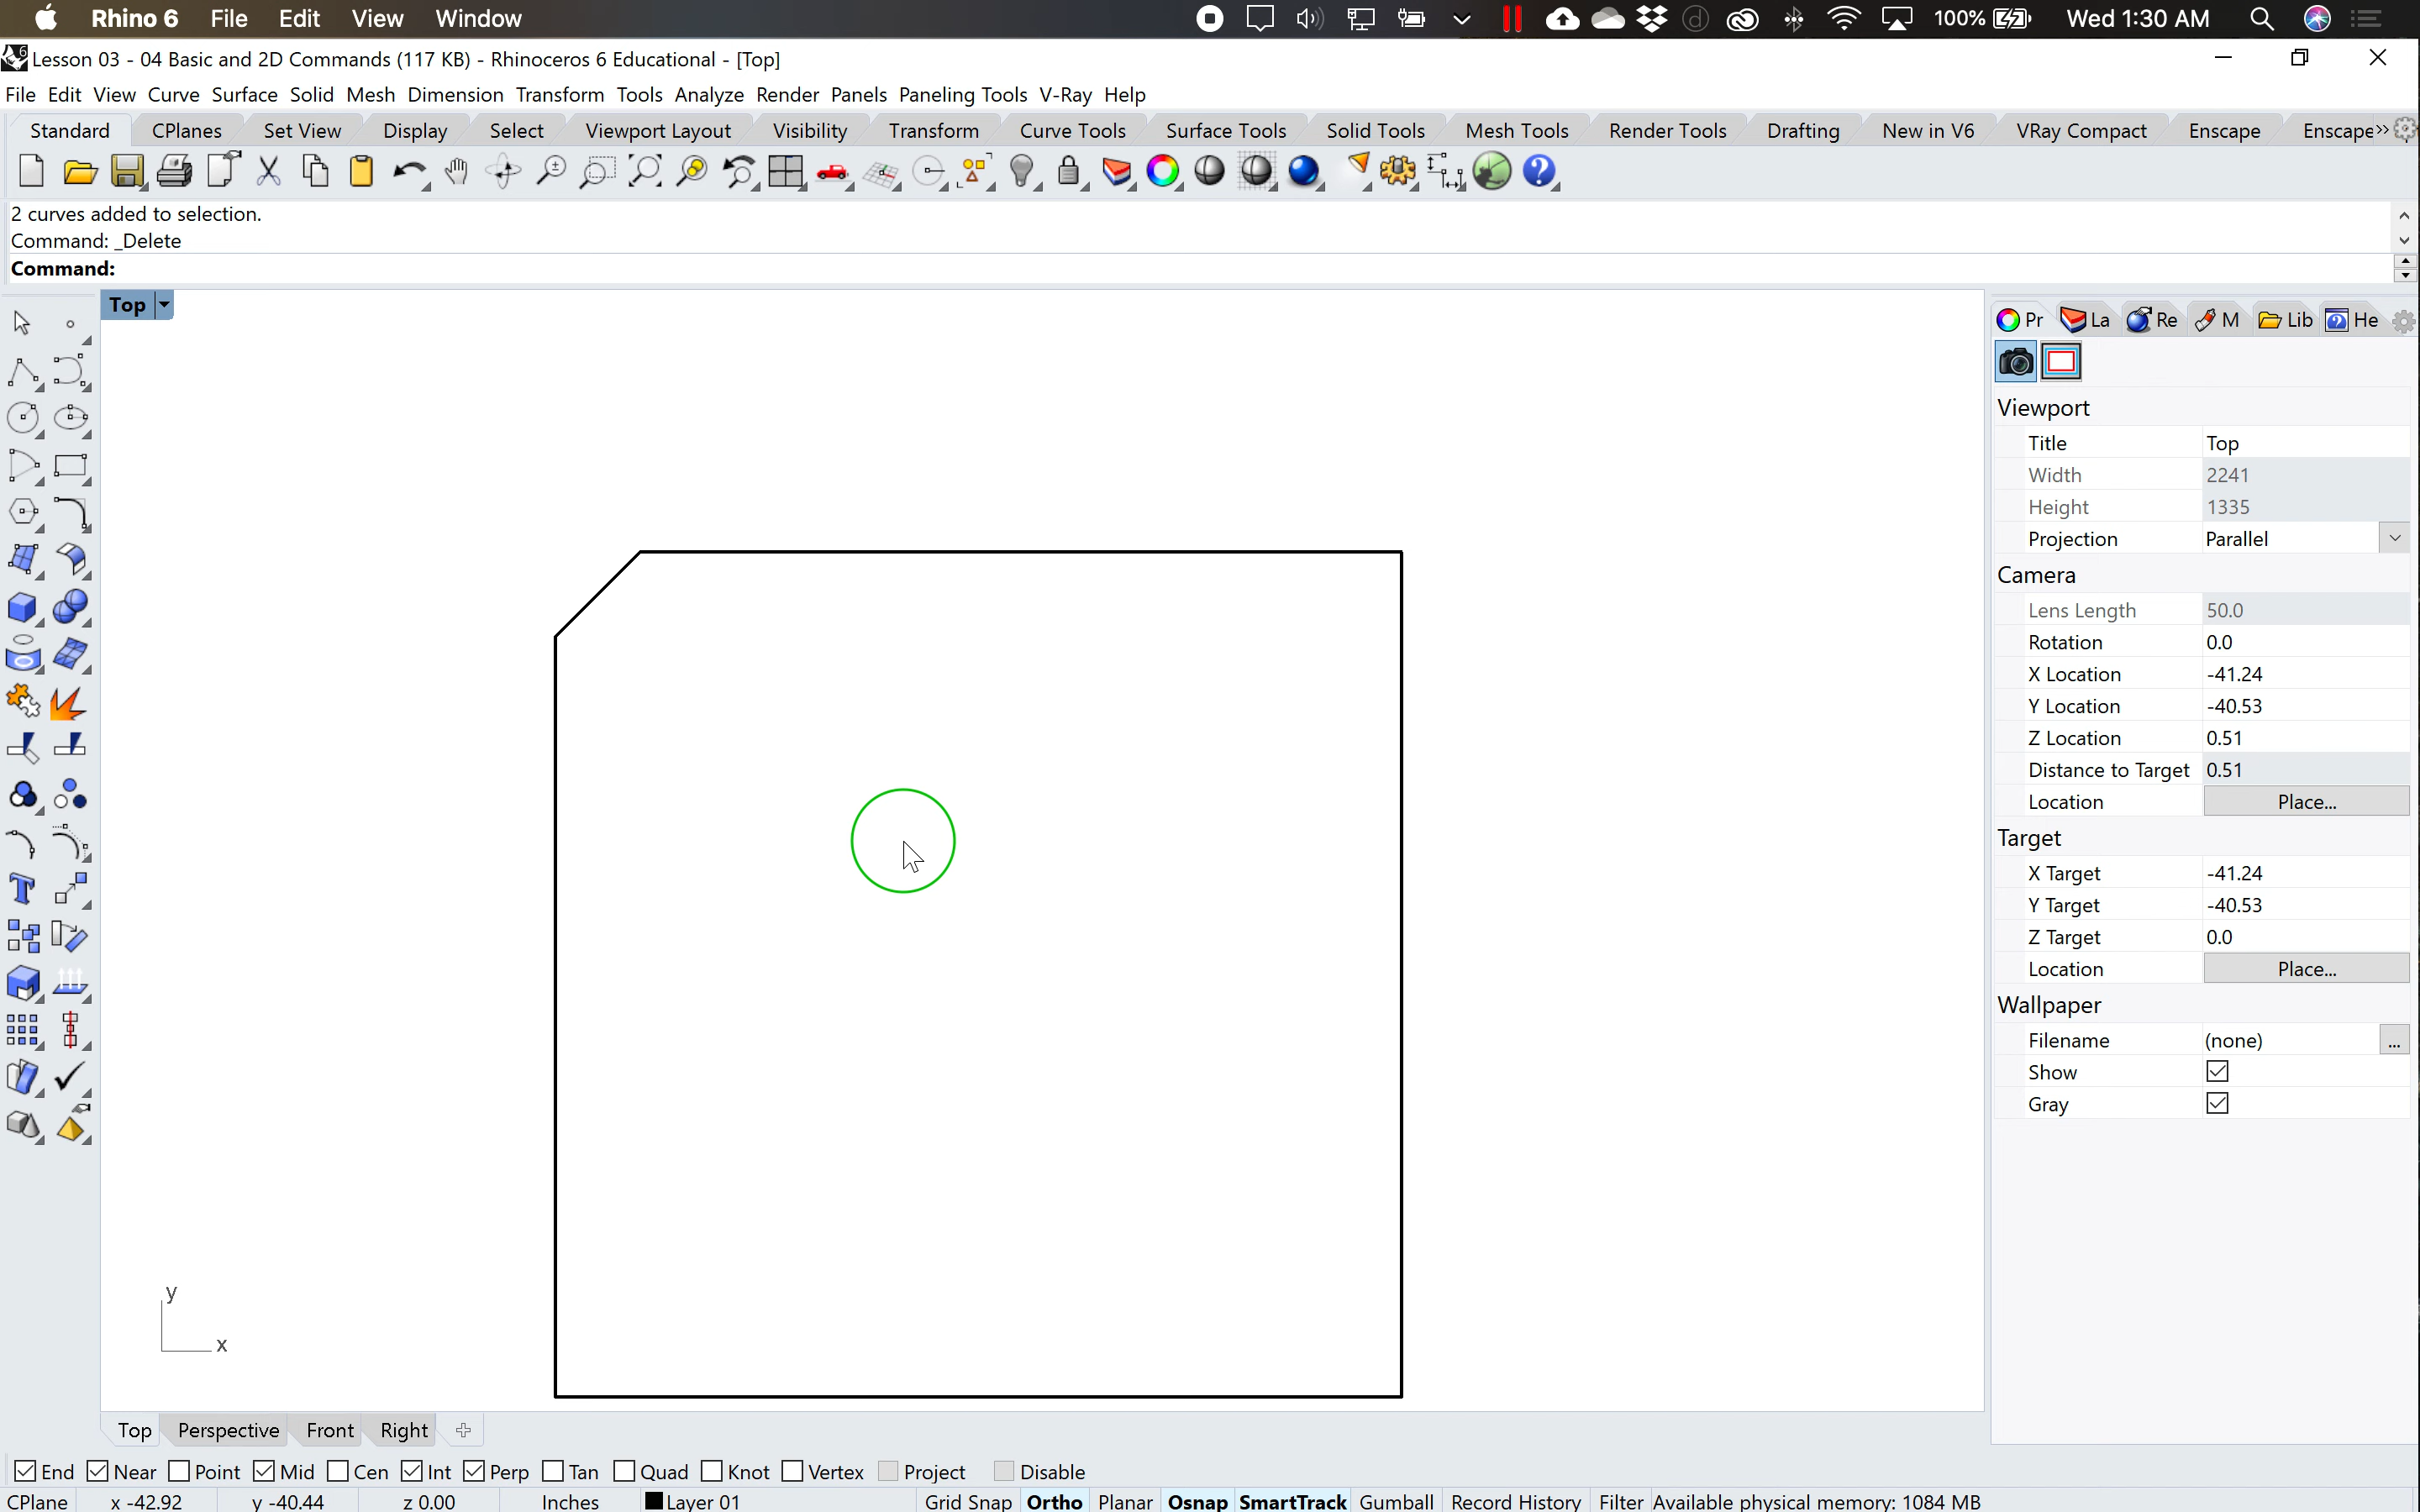 Rhino 6 File Edit View Window 100% Wed 1:30 AM
Lesson 03 - 04 Basic and 2D Commands (117 KB) - Rhinoceros 6 Educational - [Top]
File Edit View Curve Surface Solid Mesh Dimension Transform Tools Analyze Render Panels Paneling Tools V-Ray Help
Standard CPlanes Set View Display Select Viewport Layout Visibility Transform Curve Tools Surface Tools Solid Tools Mesh Tools Render Tools Drafting New in V6 VRay Compact Enscape Enscape »
2 curves added to selection.
Command: _Delete
Command:
Top
Pr La Re M Lib He
Viewport
Title Top
Width 2241
Height 1335
Projection Parallel
Camera
Lens Length 50.0
Rotation 0.0
X Location -41.24
Y Location -40.53
Z Location 0.51
Distance to Target 0.51
Location Place...
Target
X Target -41.24
Y Target -40.53
Z Target 0.0
Location Place...
Wallpaper
Filename (none) ...
Show
Gray
y
x
Top Perspective Front Right
End Near Point Mid Cen Int Perp Tan Quad Knot Vertex Project Disable
CPlane x -42.92 y -40.44 z 0.00 Inches Layer 01 Grid Snap Ortho Planar Osnap SmartTrack Gumball Record History Filter Available physical memory: 1084 MB